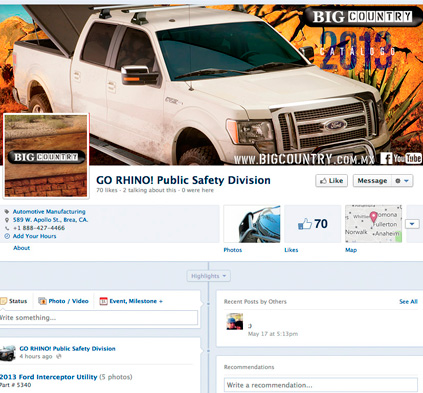 BIG COUNTRY
2013
CATÁLOGO
WWW.BIGCOUNTRY.COM.MX
f You Tube
Ford
BIG COUNTRY
GO RHINO! Public Safety Division
70 likes · 2 talking about this · 0 were here
Like
Message
Automotive Manufacturing
589 W. Apollo St., Brea, CA.
+1 888-427-4466
Add Your Hours
About
70
Pomona
Norwalk
Fullerton
Anaheim
Photos
Likes
Map
Highlights
Status
Photo / Video
Event, Milestone +
Write something...
GO RHINO! Public Safety Division
4 hours ago
2013 Ford Interceptor Utility (5 photos)
Part # 5340
Recent Posts by Others
See All
;)
May 17 at 5:13pm
Recommendations
Write a recommendation...